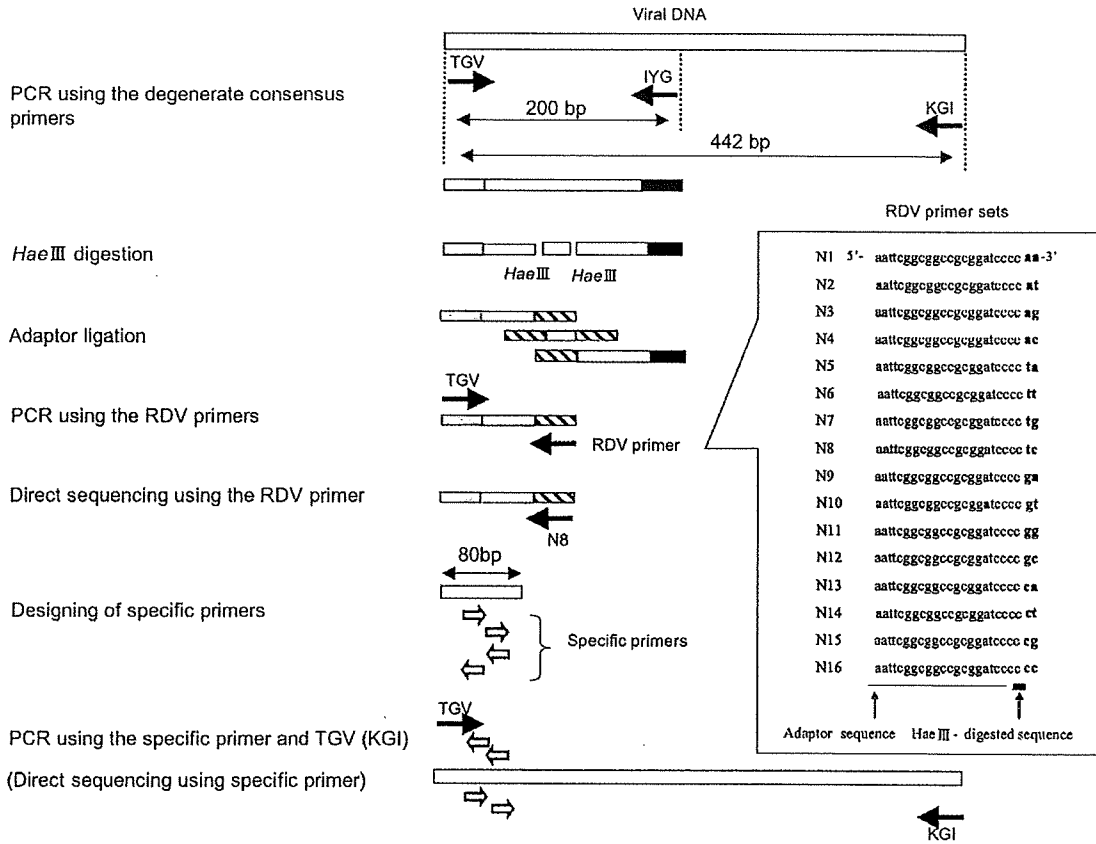 Viral DNA
TGV
IYG
PCR using the degenerate consensus
primers
200 bp
KGI
442 bp
RDV primer sets
HaeⅢ digestion
HaeⅢ
HaeⅢ
N1 5'- aattcggcggccgcggatcccc aa-3'
N2 aattcggcggccgcggatcccc at
N3 aattcggcggccgcggatcccc ag
N4 aattcggcggccgcggatcccc ac
N5 aattcggcggccgcggatcccc ta
N6 aattcggcggccgcggatcccc tt
N7 aattcggcggccgcggatcccc tg
N8 aattcggcggccgcggatcccc tc
N9 aattcggcggccgcggatcccc ga
N10 aattcggcggccgcggatcccc gt
N11 aattcggcggccgcggatcccc gg
N12 aattcggcggccgcggatcccc gc
N13 aattcggcggccgcggatcccc ca
N14 aattcggcggccgcggatcccc ct
N15 aattcggcggccgcggatcccc cg
N16 aattcggcggccgcggatcccc cc
Adaptor sequence HaeⅢ- digested sequence
Adaptor ligation
TGV
PCR using the RDV primers
RDV primer
Direct sequencing using the RDV primer
N8
80bp
Designing of specific primers
Specific primers
TGV
PCR using the specific primer and TGV (KGI)
(Direct sequencing using specific primer)
KGI